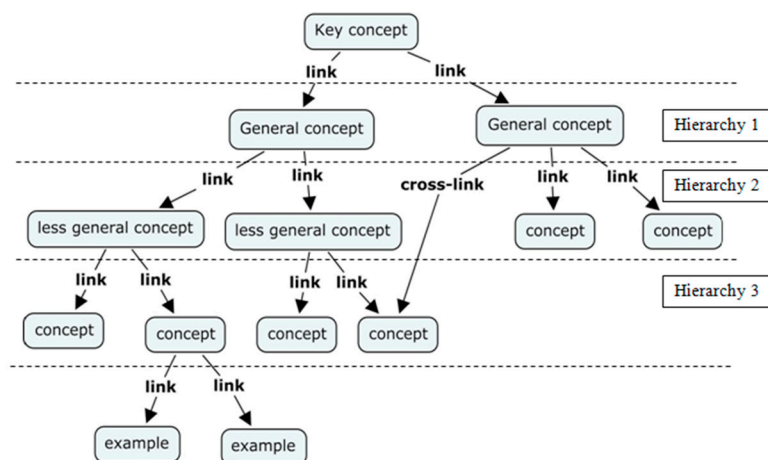 Key concept
link
link
General concept
General concept
Hierarchy 1
link
link
cross-link
link
link
Hierarchy 2
less general concept
less general concept
concept
concept
link
link
link
link
Hierarchy 3
concept
concept
concept
concept
link
link
example
example